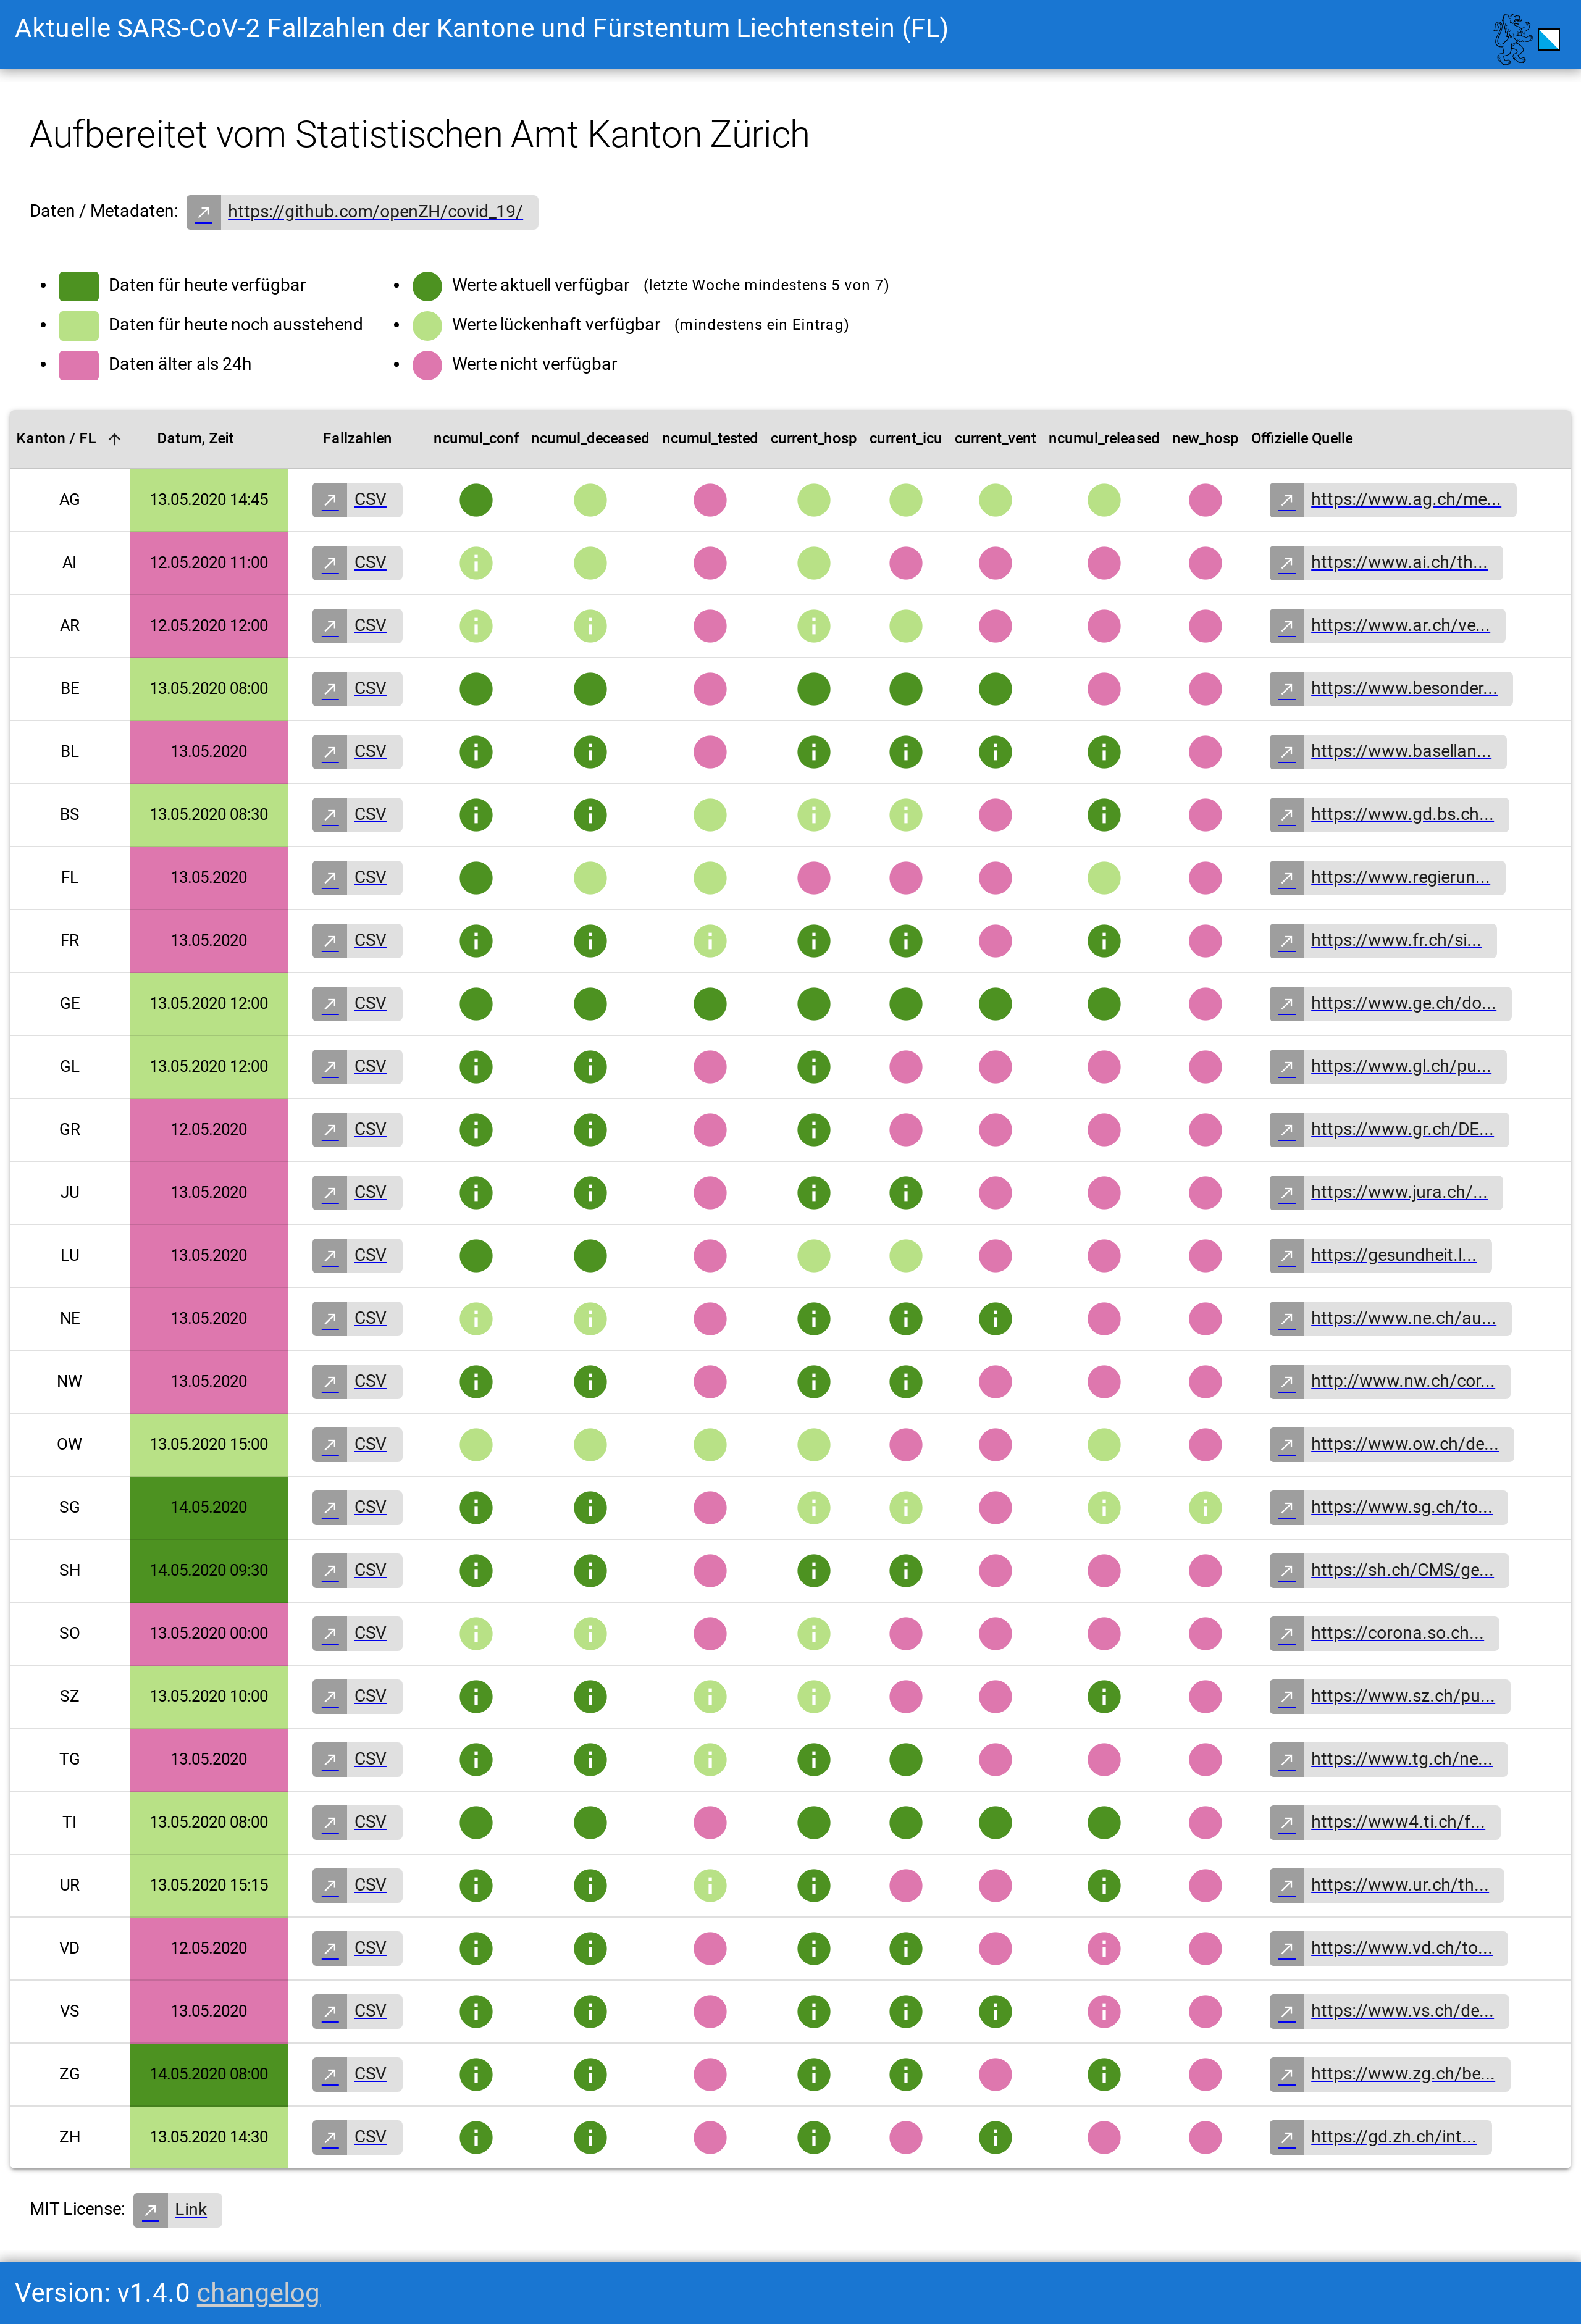 Aktuelle SARS-CoV-2 Fallzahlen der Kantone und Fürstentum Liechtenstein (FL)
Aufbereitet vom Statistischen Amt Kanton Zürich
Daten / Metadaten: https://github.com/openZH/covid_19/
Daten für heute verfügbar
Daten für heute noch ausstehend
Daten älter als 24h
Werte aktuell verfügbar (letzte Woche mindestens 5 von 7)
Werte lückenhaft verfügbar (mindestens ein Eintrag)
Werte nicht verfügbar
Kanton / FL Datum, Zeit Fallzahlen ncumul_conf ncumul_deceased ncumul_tested current_hosp current_icu current_vent ncumul_released new_hosp Offizielle Quelle
AG 13.05.2020 14:45 CSV https://www.ag.ch/me...
AI 12.05.2020 11:00 CSV https://www.ai.ch/th...
AR 12.05.2020 12:00 CSV https://www.ar.ch/ve...
BE 13.05.2020 08:00 CSV https://www.besonder...
BL 13.05.2020 CSV https://www.basellan...
BS 13.05.2020 08:30 CSV https://www.gd.bs.ch...
FL 13.05.2020 CSV https://www.regierun...
FR 13.05.2020 CSV https://www.fr.ch/si...
GE 13.05.2020 12:00 CSV https://www.ge.ch/do...
GL 13.05.2020 12:00 CSV https://www.gl.ch/pu...
GR 12.05.2020 CSV https://www.gr.ch/DE...
JU 13.05.2020 CSV https://www.jura.ch/...
LU 13.05.2020 CSV https://gesundheit.l...
NE 13.05.2020 CSV https://www.ne.ch/au...
NW 13.05.2020 CSV http://www.nw.ch/cor...
OW 13.05.2020 15:00 CSV https://www.ow.ch/de...
SG 14.05.2020 CSV https://www.sg.ch/to...
SH 14.05.2020 09:30 CSV https://sh.ch/CMS/ge...
SO 13.05.2020 00:00 CSV https://corona.so.ch...
SZ 13.05.2020 10:00 CSV https://www.sz.ch/pu...
TG 13.05.2020 CSV https://www.tg.ch/ne...
TI 13.05.2020 08:00 CSV https://www4.ti.ch/f...
UR 13.05.2020 15:15 CSV https://www.ur.ch/th...
VD 12.05.2020 CSV https://www.vd.ch/to...
VS 13.05.2020 CSV https://www.vs.ch/de...
ZG 14.05.2020 08:00 CSV https://www.zg.ch/be...
ZH 13.05.2020 14:30 CSV https://gd.zh.ch/int...
MIT License: Link
Version: v1.4.0 changelog